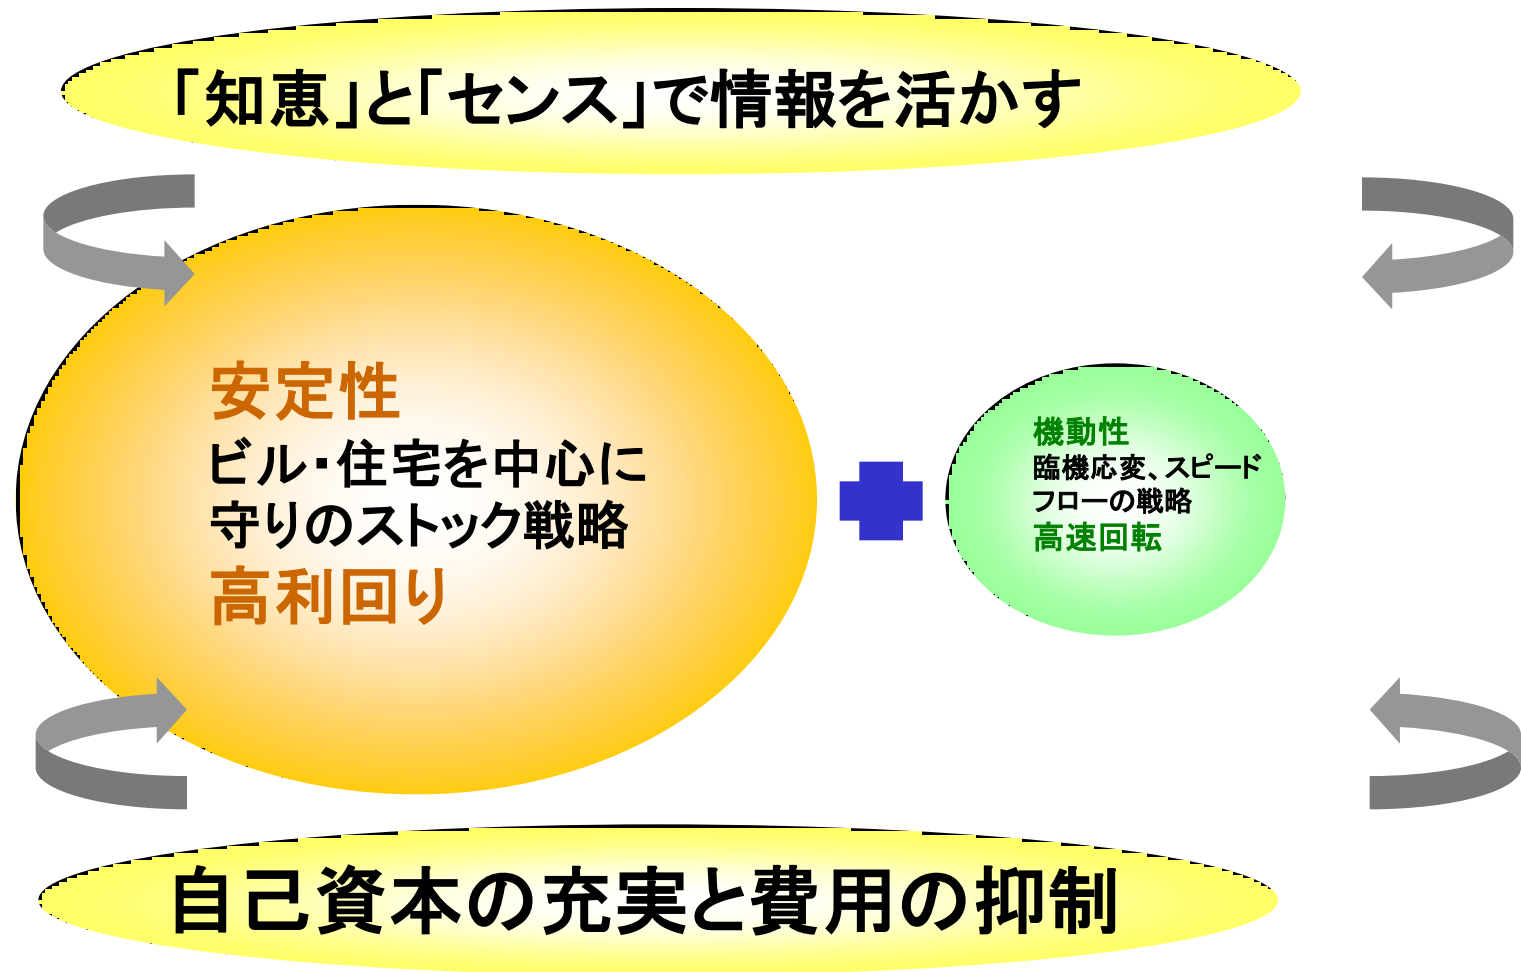 「知恵」と「センス」で情報を活かす
安定性
ビル・住宅を中心に
守りのストック戦略
高利回り
機動性
臨機応変、スピード
フローの戦略
高速回転
自己資本の充実と費用の抑制